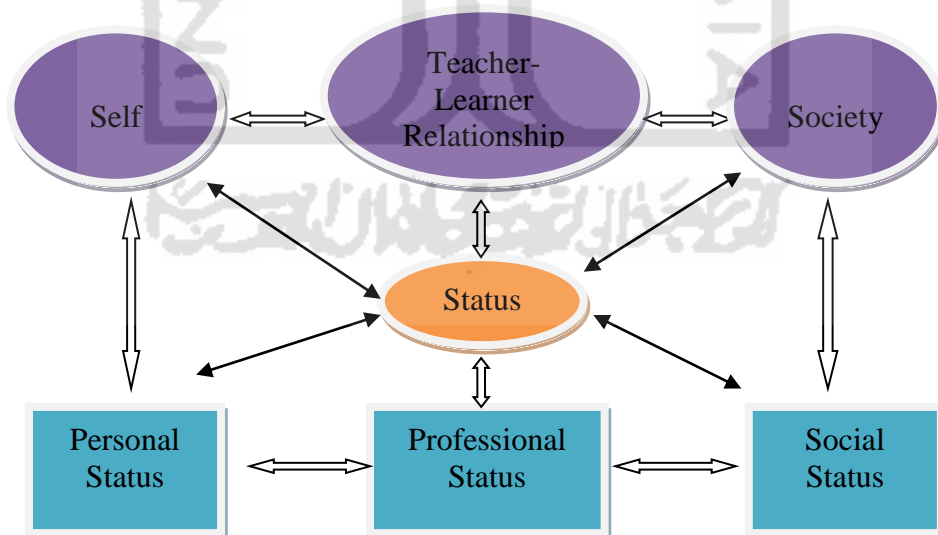 Teacher-
Learner
Relationship
Self
Society
Status
Personal
Status
Professional
Status
Social
Status